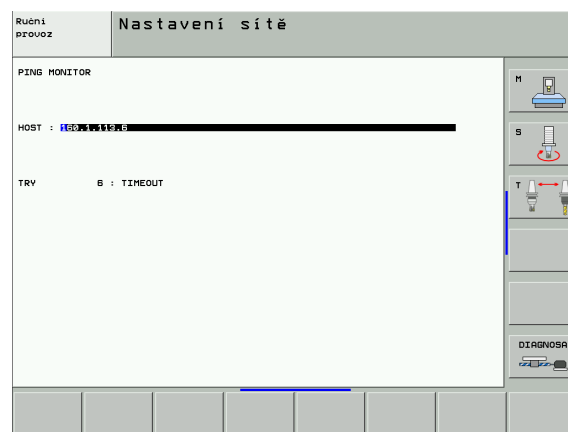 Ruční
provoz
Nastavení sítě
PING MONITOR
HOST : 160.1.113.6
TRY 6 : TIMEOUT
M
S
T
DIAGNOSA